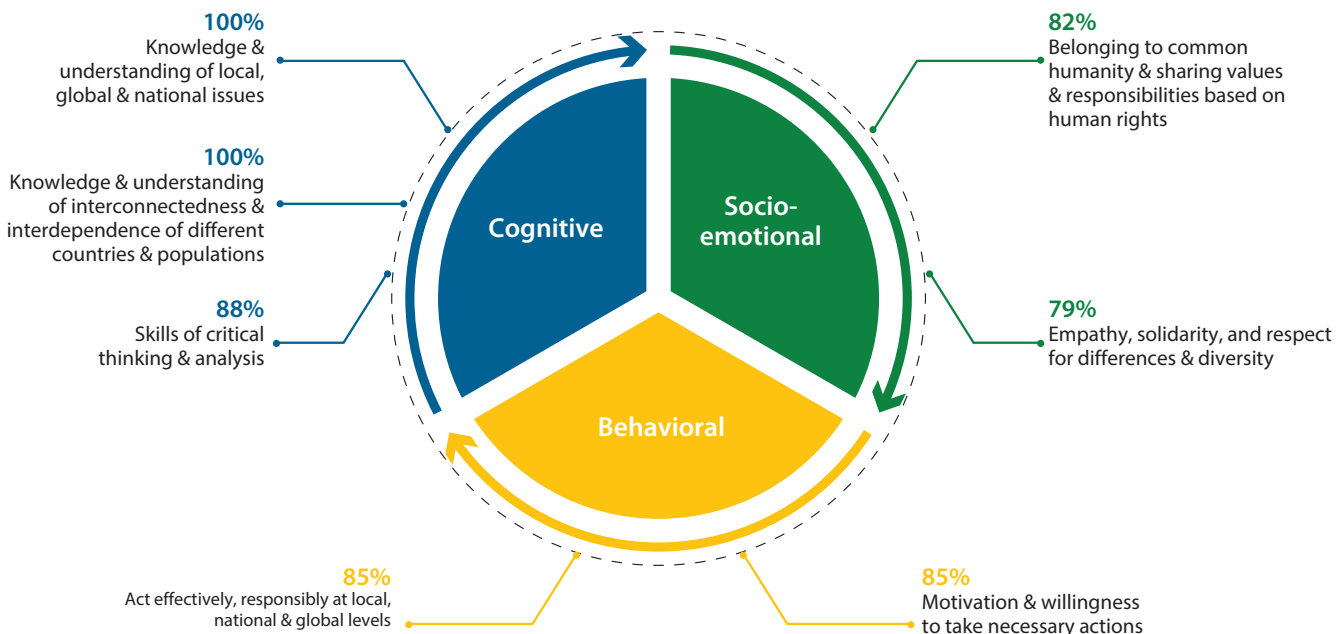 100%
Knowledge &
understanding of local,
global & national issues
100%
Knowledge & understanding
of interconnectedness &
interdependence of different
countries & populations
88%
Skills of critical
thinking & analysis
Cognitive
Socio-
emotional
Behavioral
82%
Belonging to common
humanity & sharing values
& responsibilities based on
human rights
79%
Empathy, solidarity, and respect
for differences & diversity
85%
Act effectively, responsibly at local,
national & global levels
85%
Motivation & willingness
to take necessary actions